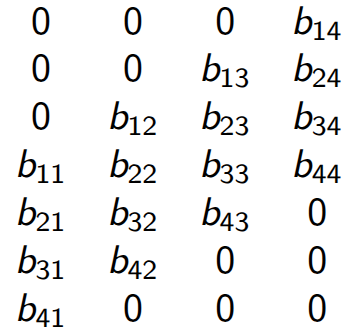 0 0 0 b₁₄
0 0 b₁₃ b₂₄
0 b₁₂ b₂₃ b₃₄
b₁₁ b₂₂ b₃₃ b₄₄
b₂₁ b₃₂ b₄₃ 0
b₃₁ b₄₂ 0 0
b₄₁ 0 0 0